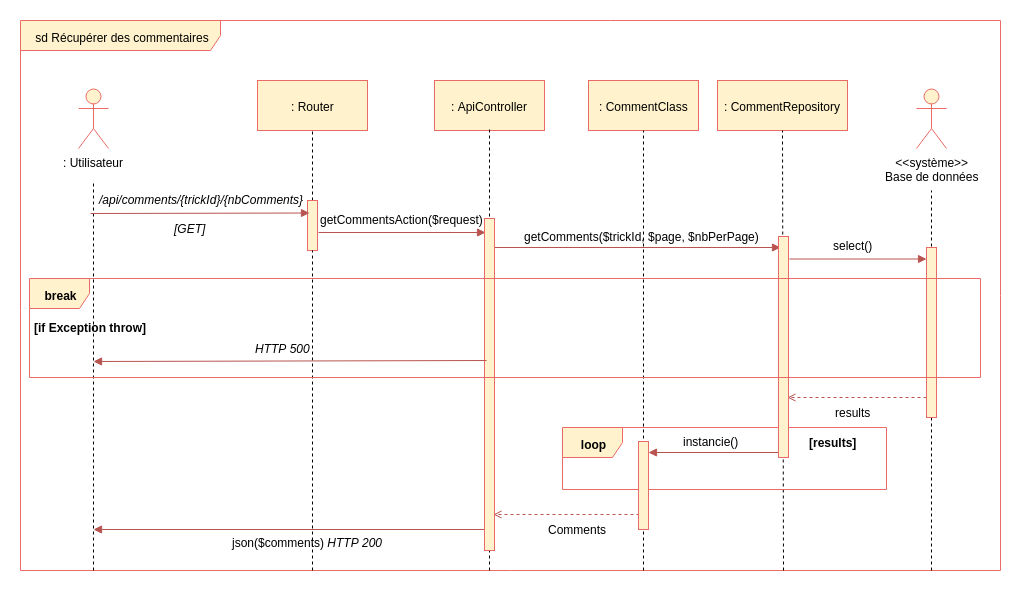 sd Récupérer des commentaires
: Utilisateur
: Router
: ApiController
: CommentClass
: CommentRepository
<<système>>
Base de données
/api/comments/{trickId}/{nbComments}
[GET]
getCommentsAction($request)
getComments($trickId, $page, $nbPerPage)
select()
break
[if Exception throw]
HTTP 500
results
loop
instancie()
[results]
Comments
json($comments) HTTP 200